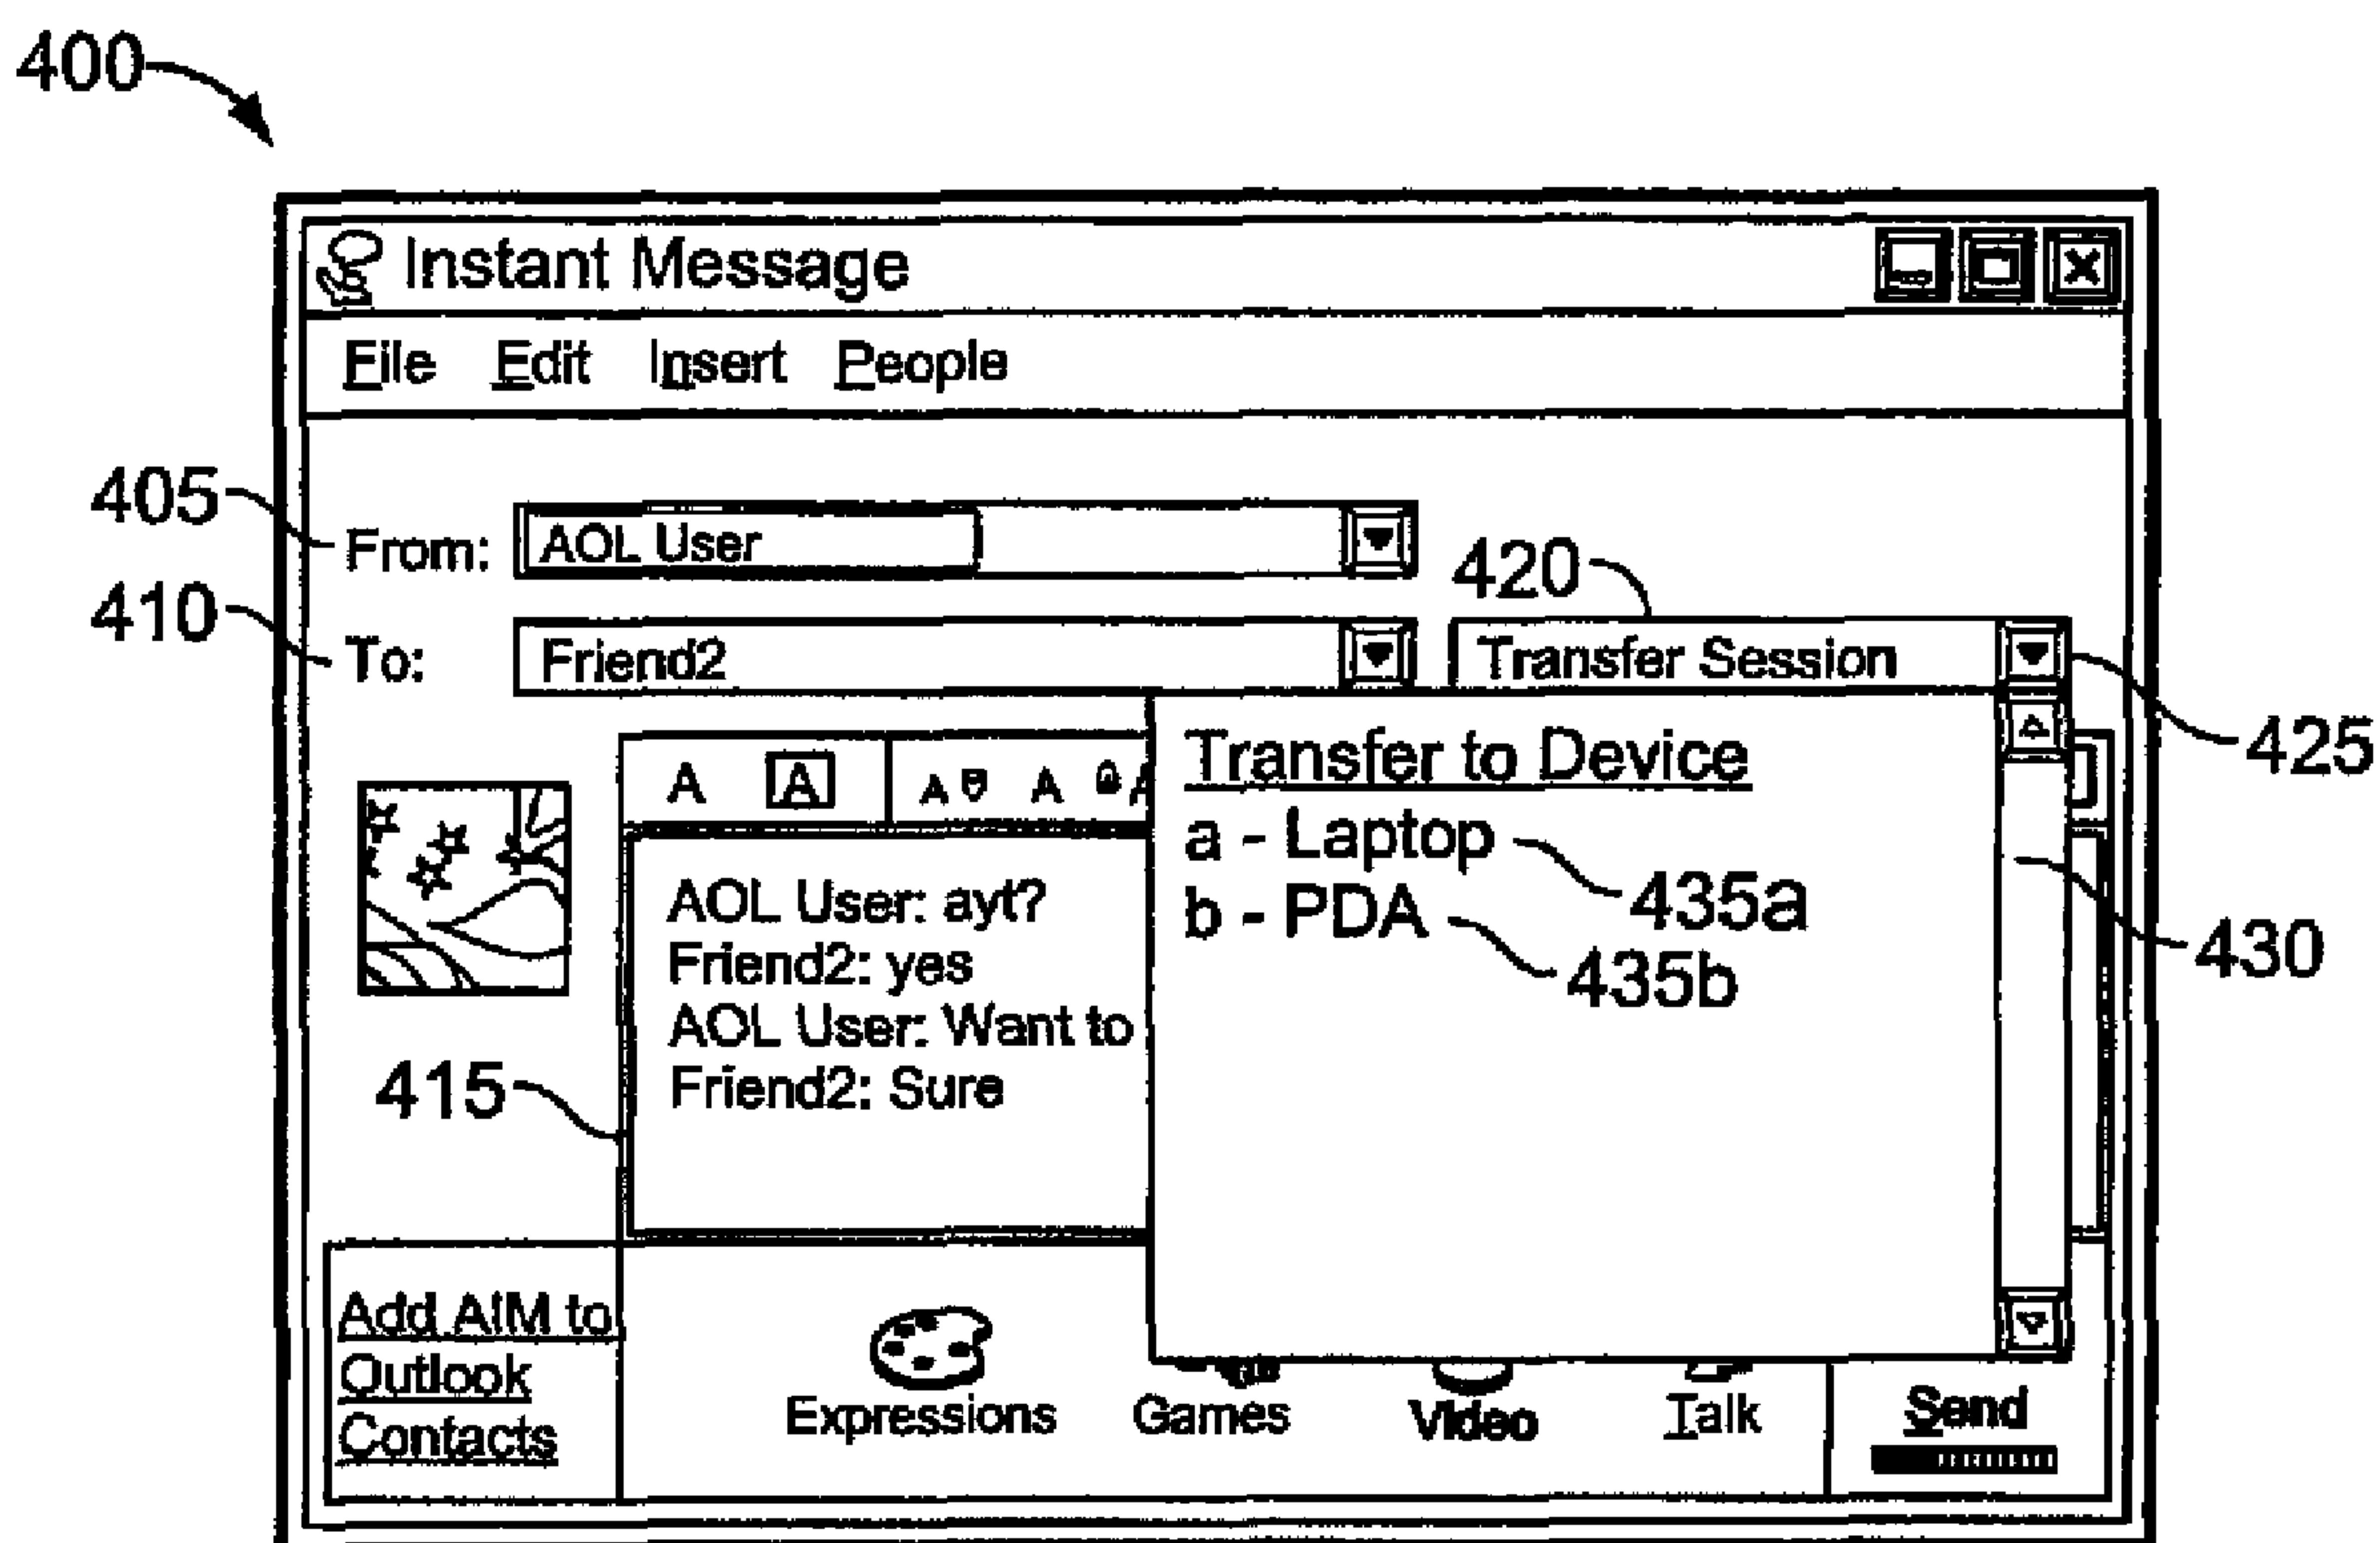 400
Instant Message
File Edit Insert People
405
From: AOL User
420
410
To: Friend2
Transfer Session
425
A A A A A
Transfer to Device
a - Laptop
435a
b - PDA
435b
430
AOL User: ayt?
Friend2: yes
AOL User: Want to
Friend2: Sure
415
Add AIM to
Outlook
Contacts
Expressions Games Video Talk Send